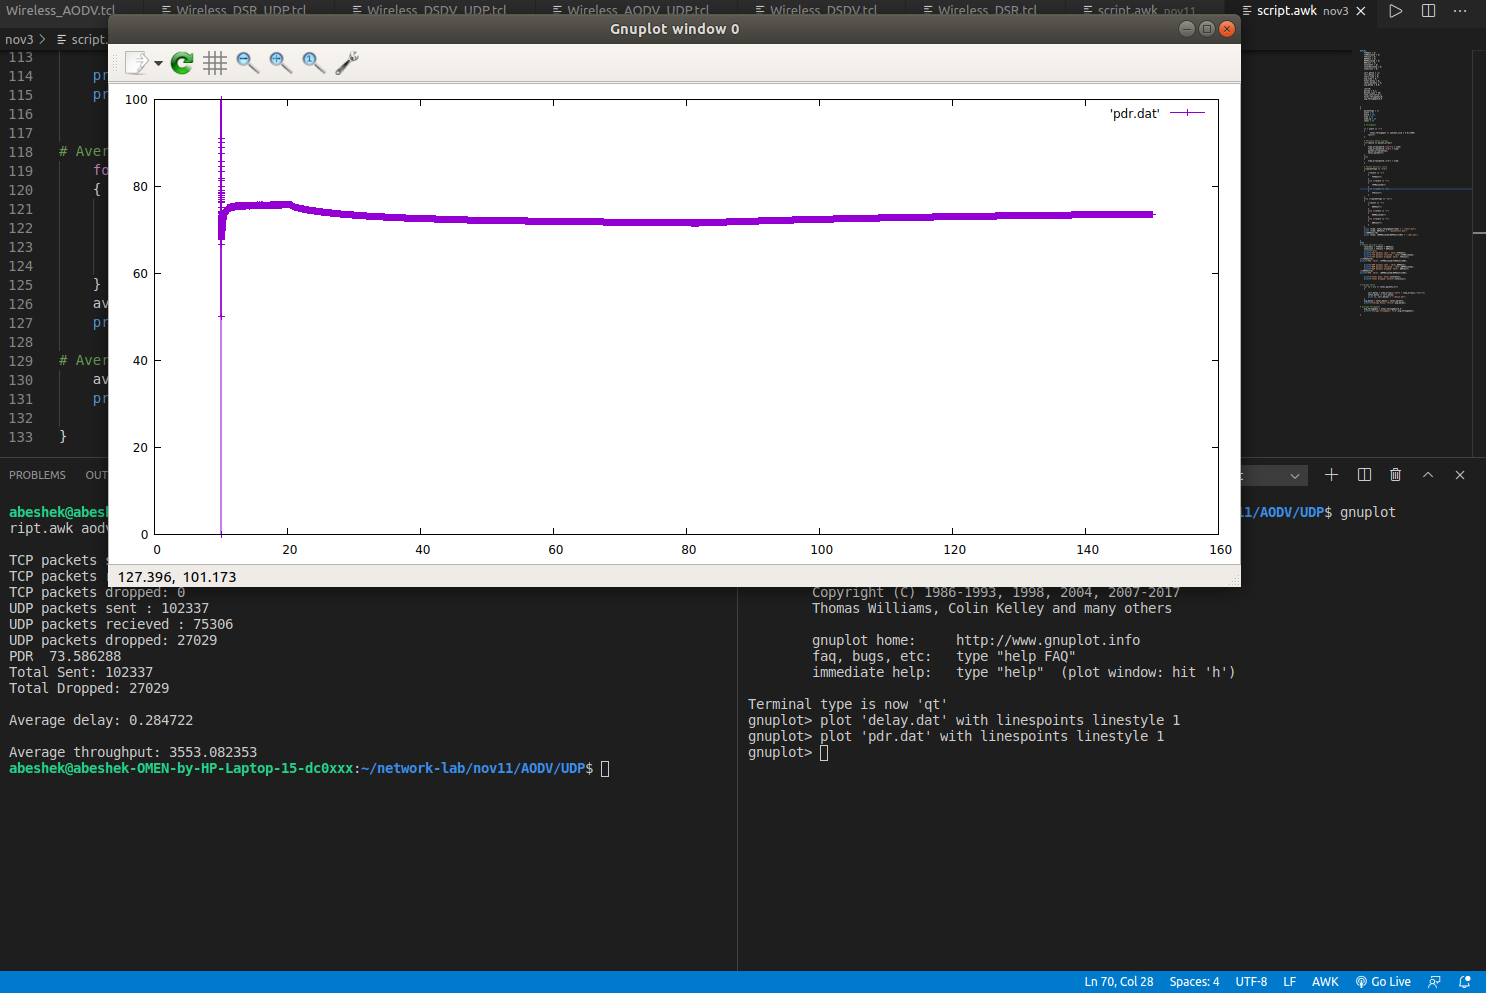 Wireless_AODV.tcl
Wireless_DSR_UDP.tcl
Wireless_DSDV_UDP.tcl
Wireless_AODV_UDP.tcl
Wireless_DSDV.tcl
Wireless_DSR.tcl
script.awk nov11
script.awk nov3
nov3 > script.
Gnuplot window 0
113
114 pr
115 pr
116
117
118 # Aver
119 fo
120 {
121
122
123
124
125 }
126 av
127 pr
128
129 # Aver
130 av
131 pr
132
133 }
100
80
60
40
20
0
'pdr.dat'
0 20 40 60 80 100 120 140 160
127.396, 101.173
PROBLEMS OUT
abeshek@abesh
ript.awk aodv
TCP packets
TCP packets
TCP packets dropped: 0
UDP packets sent : 102337
UDP packets recieved : 75306
UDP packets dropped: 27029
PDR 73.586288
Total Sent: 102337
Total Dropped: 27029
Average delay: 0.284722
Average throughput: 3553.082353
abeshek@abeshek-OMEN-by-HP-Laptop-15-dc0xxx:~/network-lab/nov11/AODV/UDP$
11/AODV/UDP$ gnuplot
Copyright (C) 1986-1993, 1998, 2004, 2007-2017
Thomas Williams, Colin Kelley and many others
gnuplot home: http://www.gnuplot.info
faq, bugs, etc: type "help FAQ"
immediate help: type "help" (plot window: hit 'h')
Terminal type is now 'qt'
gnuplot> plot 'delay.dat' with linespoints linestyle 1
gnuplot> plot 'pdr.dat' with linespoints linestyle 1
gnuplot>
Ln 70, Col 28 Spaces: 4 UTF-8 LF AWK Go Live